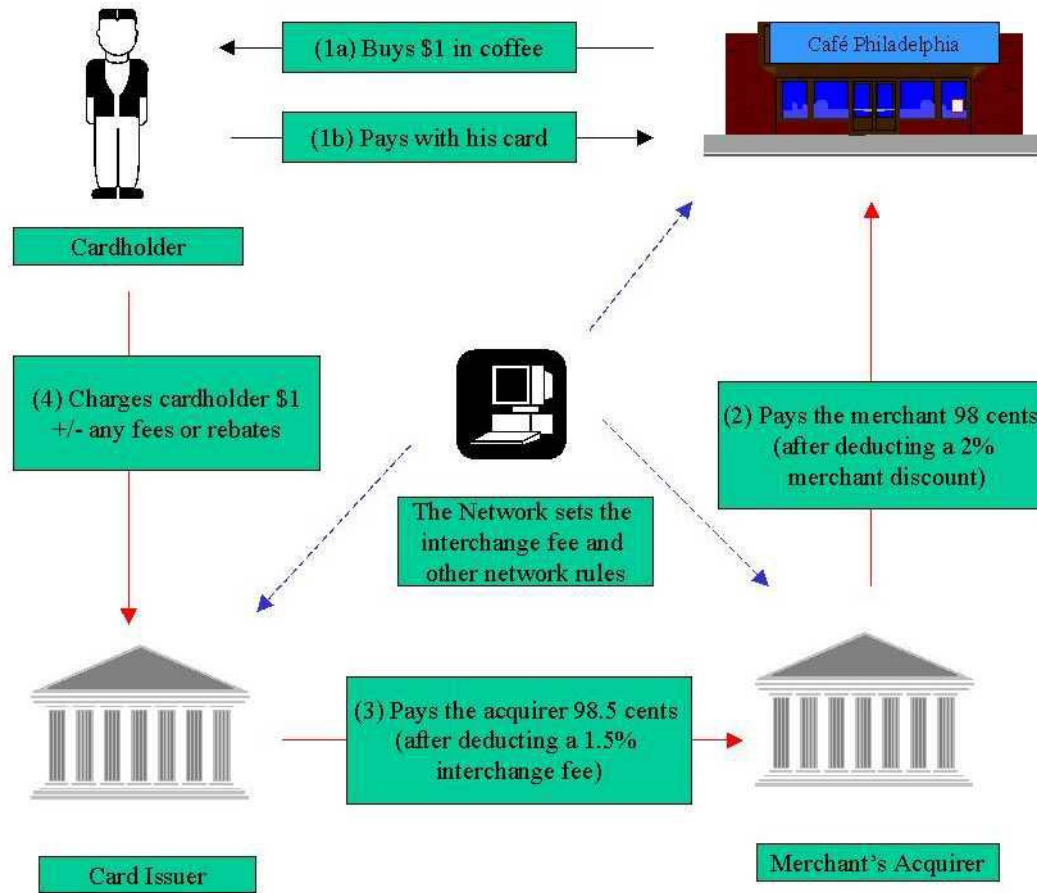 (1a) Buys $1 in coffee
Café Philadelphia
(1b) Pays with his card
Cardholder
(4) Charges cardholder $1
+/- any fees or rebates
(2) Pays the merchant 98 cents
(after deducting a 2%
merchant discount)
The Network sets the
interchange fee and
other network rules
(3) Pays the acquirer 98.5 cents
(after deducting a 1.5%
interchange fee)
Card Issuer
Merchant's Acquirer